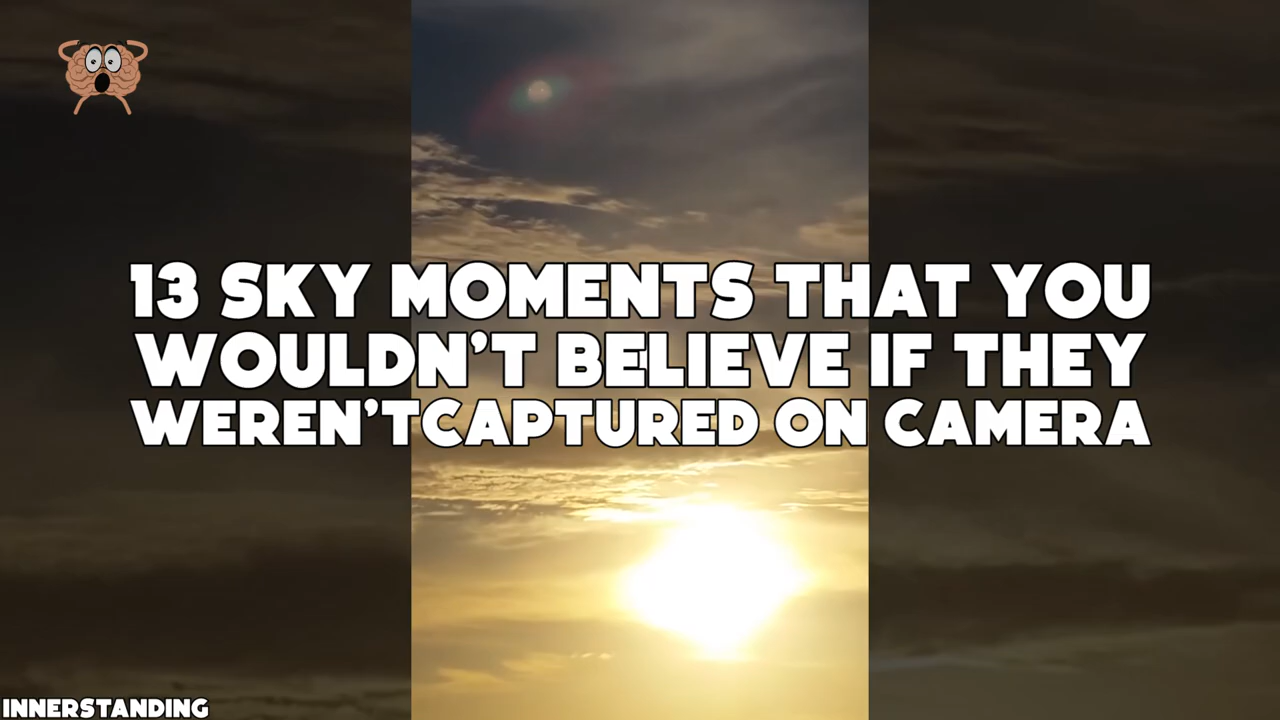 13 SKY MOMENTS THAT YOU
WOULDN'T BELIEVE IF THEY
WEREN'TCAPTURED ON CAMERA
INNERSTANDING